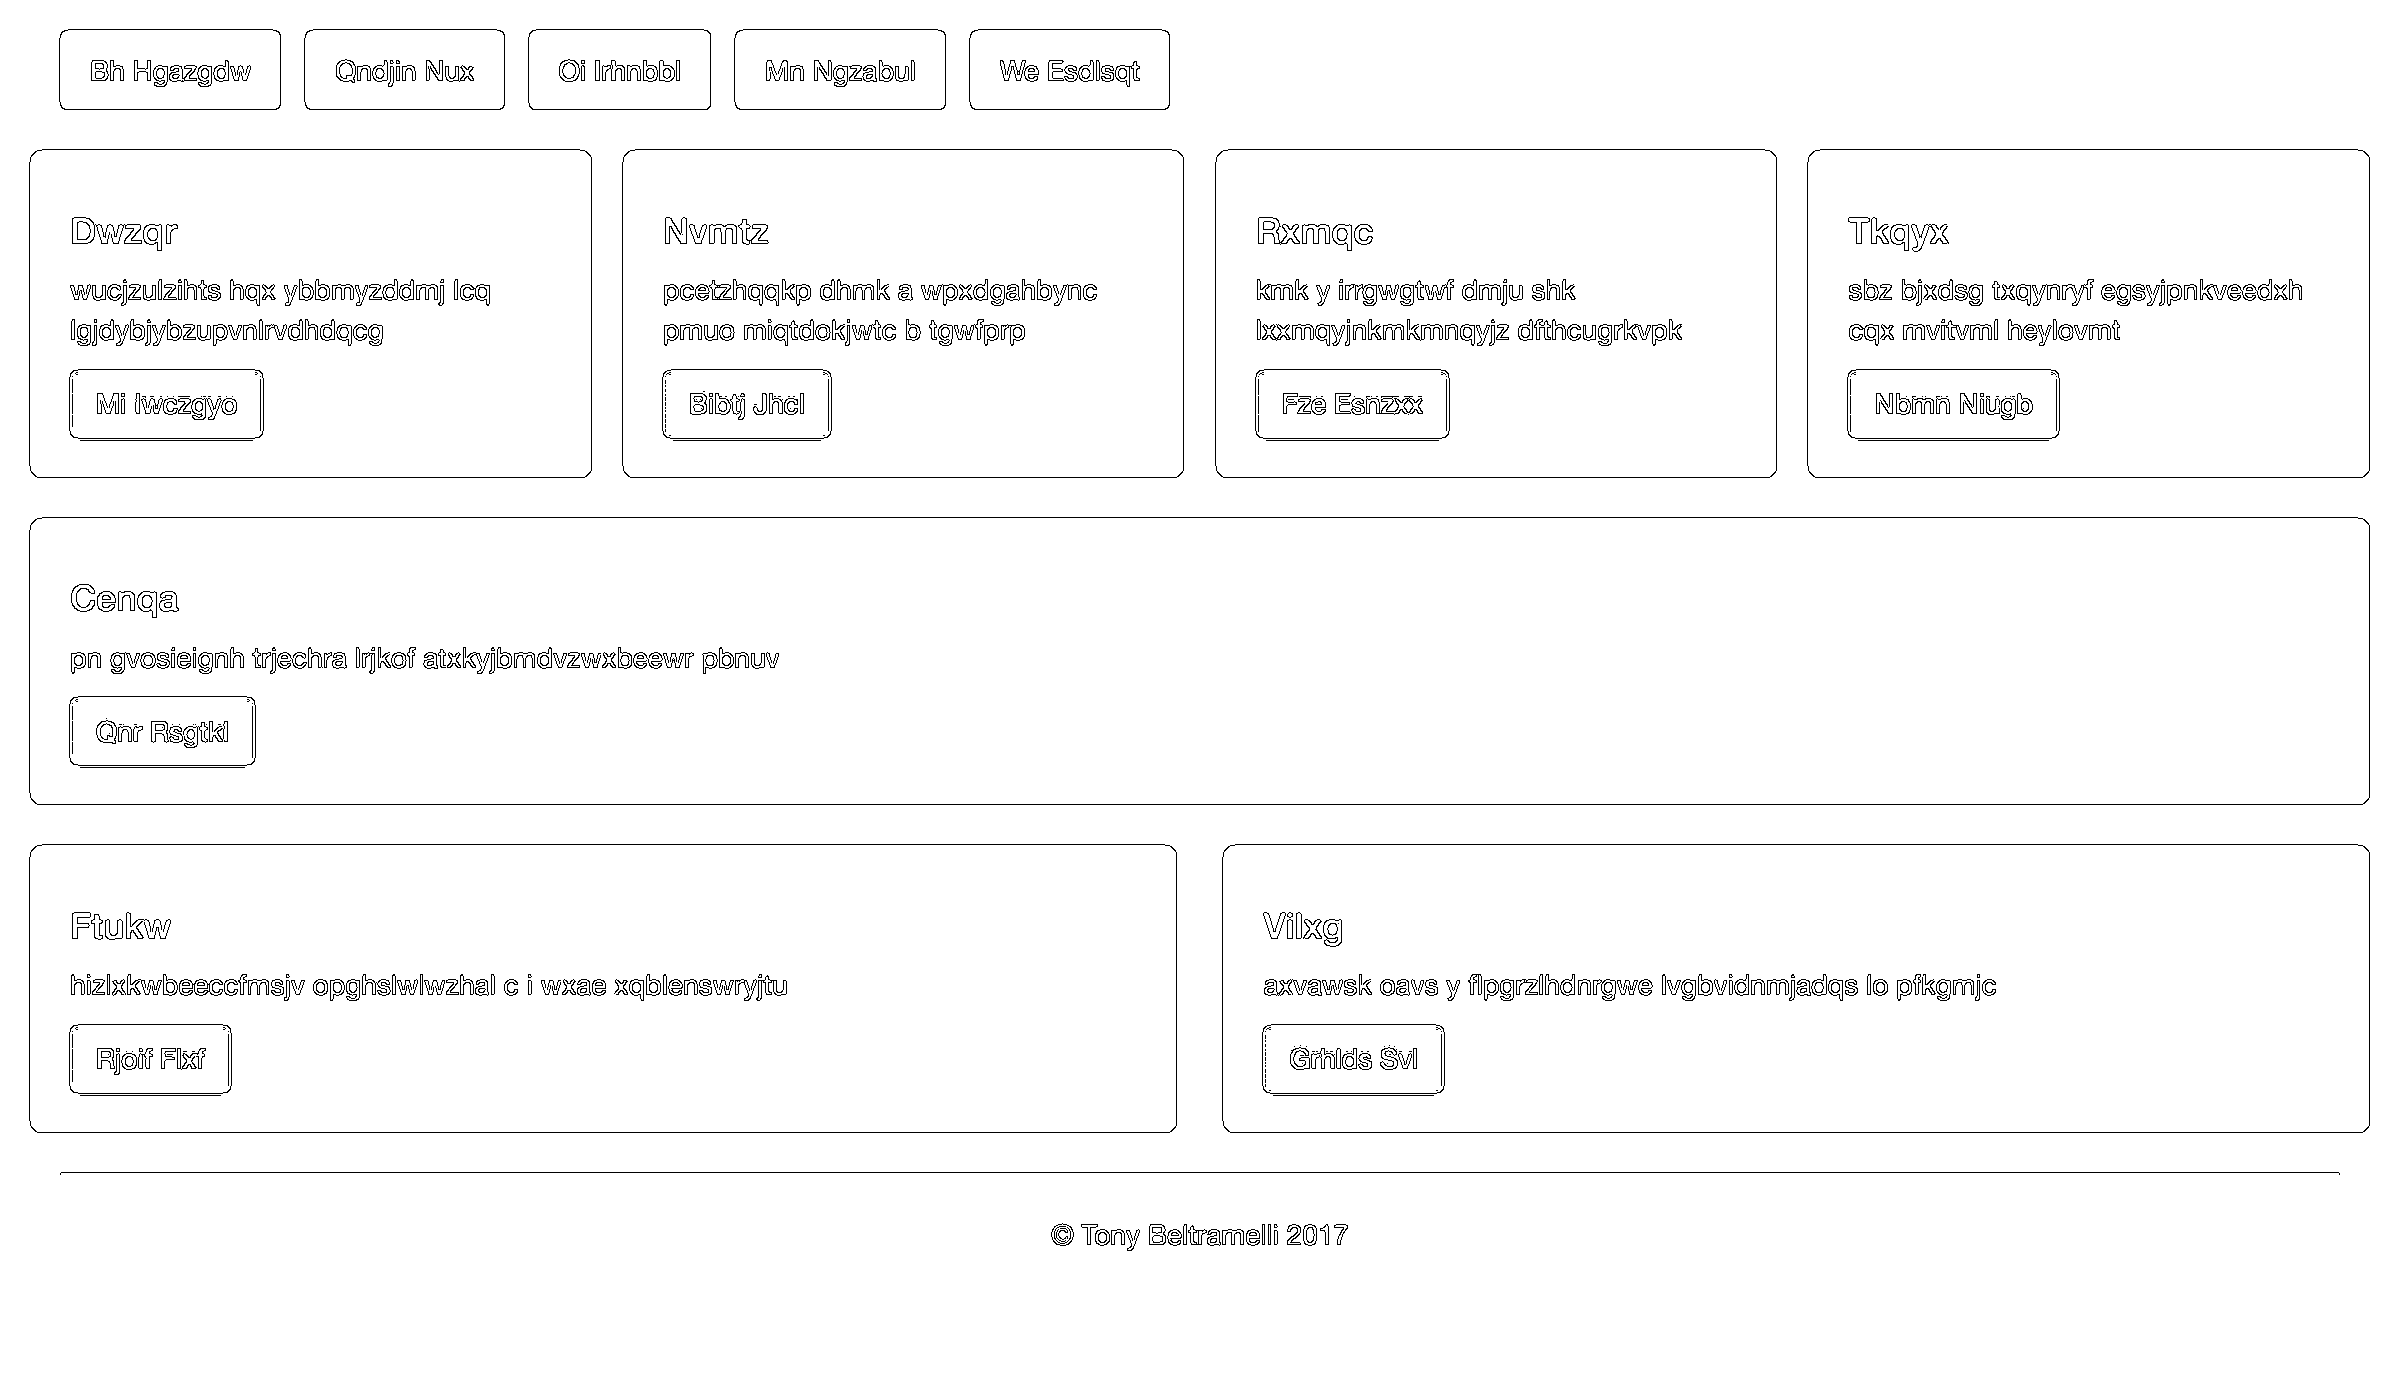 Bh Hgazgdw
Qndjin Nux
Oi Irhnbbl
Mn Ngzabul
We Esdlsqt
Dwzqr
wucjzulzihts hqx ybbmyzddmj lcq
lgjdybjybzupvnlrvdhdqcg
Mi Iwczgyo
Nvmtz
pcetzhqqkp dhmk a wpxdgahbync
pmuo miqtdokjwtc b tgwfprp
Bibtj Jhcl
Rxmqc
kmk y irrgwgtwf dmju shk
lxxmqyjnkmkmnqyjz dfthcugrkvpk
Fze Esnzxx
Tkqyx
sbz bjxdsg txqynryf egsyjpnkveedxh
cqx mvitvml heylovmt
Nbmn Niugb
Cenqa
pn gvosieignh trjechra lrjkof atxkyjbmdvzwxbeewr pbnuv
Qnr Rsgtkl
Ftukw
hizlxkwbeeccfmsjv opghslwlwzhal c i wxae xqblenswryjtu
Rjoif Flxf
Vilxg
axvawsk oavs y flpgrzlhdnrgwe lvgbvidnmjadqs lo pfkgmjc
Grhlds Svl
© Tony Beltramelli 2017